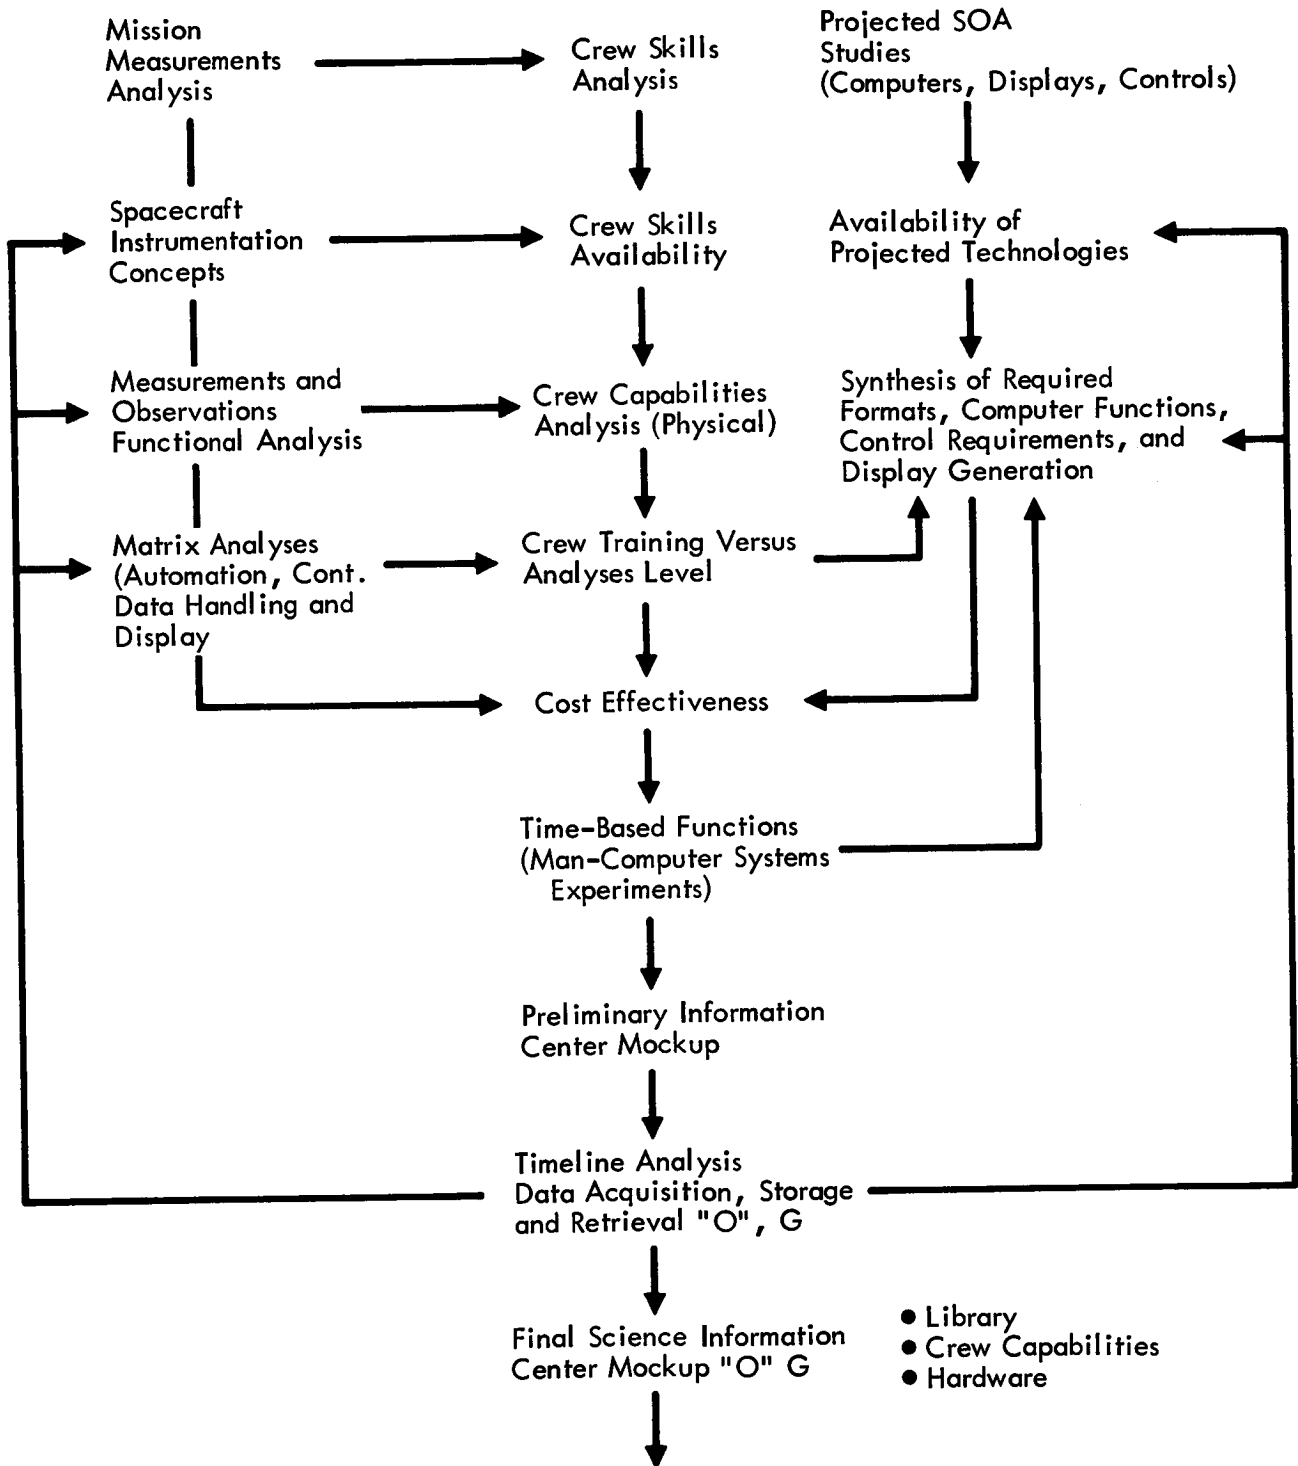 Mission
Measurements
Analysis
Crew Skills
Analysis
Projected SOA
Studies
(Computers, Displays, Controls)
Spacecraft
Instrumentation
Concepts
Crew Skills
Availability
Availability of
Projected Technologies
Measurements and
Observations
Functional Analysis
Crew Capabilities
Analysis (Physical)
Synthesis of Required
Formats, Computer Functions,
Control Requirements, and
Display Generation
Matrix Analyses
(Automation, Cont.
Data Handling and
Display
Crew Training Versus
Analyses Level
Cost Effectiveness
Time-Based Functions
(Man-Computer Systems
Experiments)
Preliminary Information
Center Mockup
Timeline Analysis
Data Acquisition, Storage
and Retrieval "O", G
Final Science Information
Center Mockup "O" G
● Library
● Crew Capabilities
● Hardware